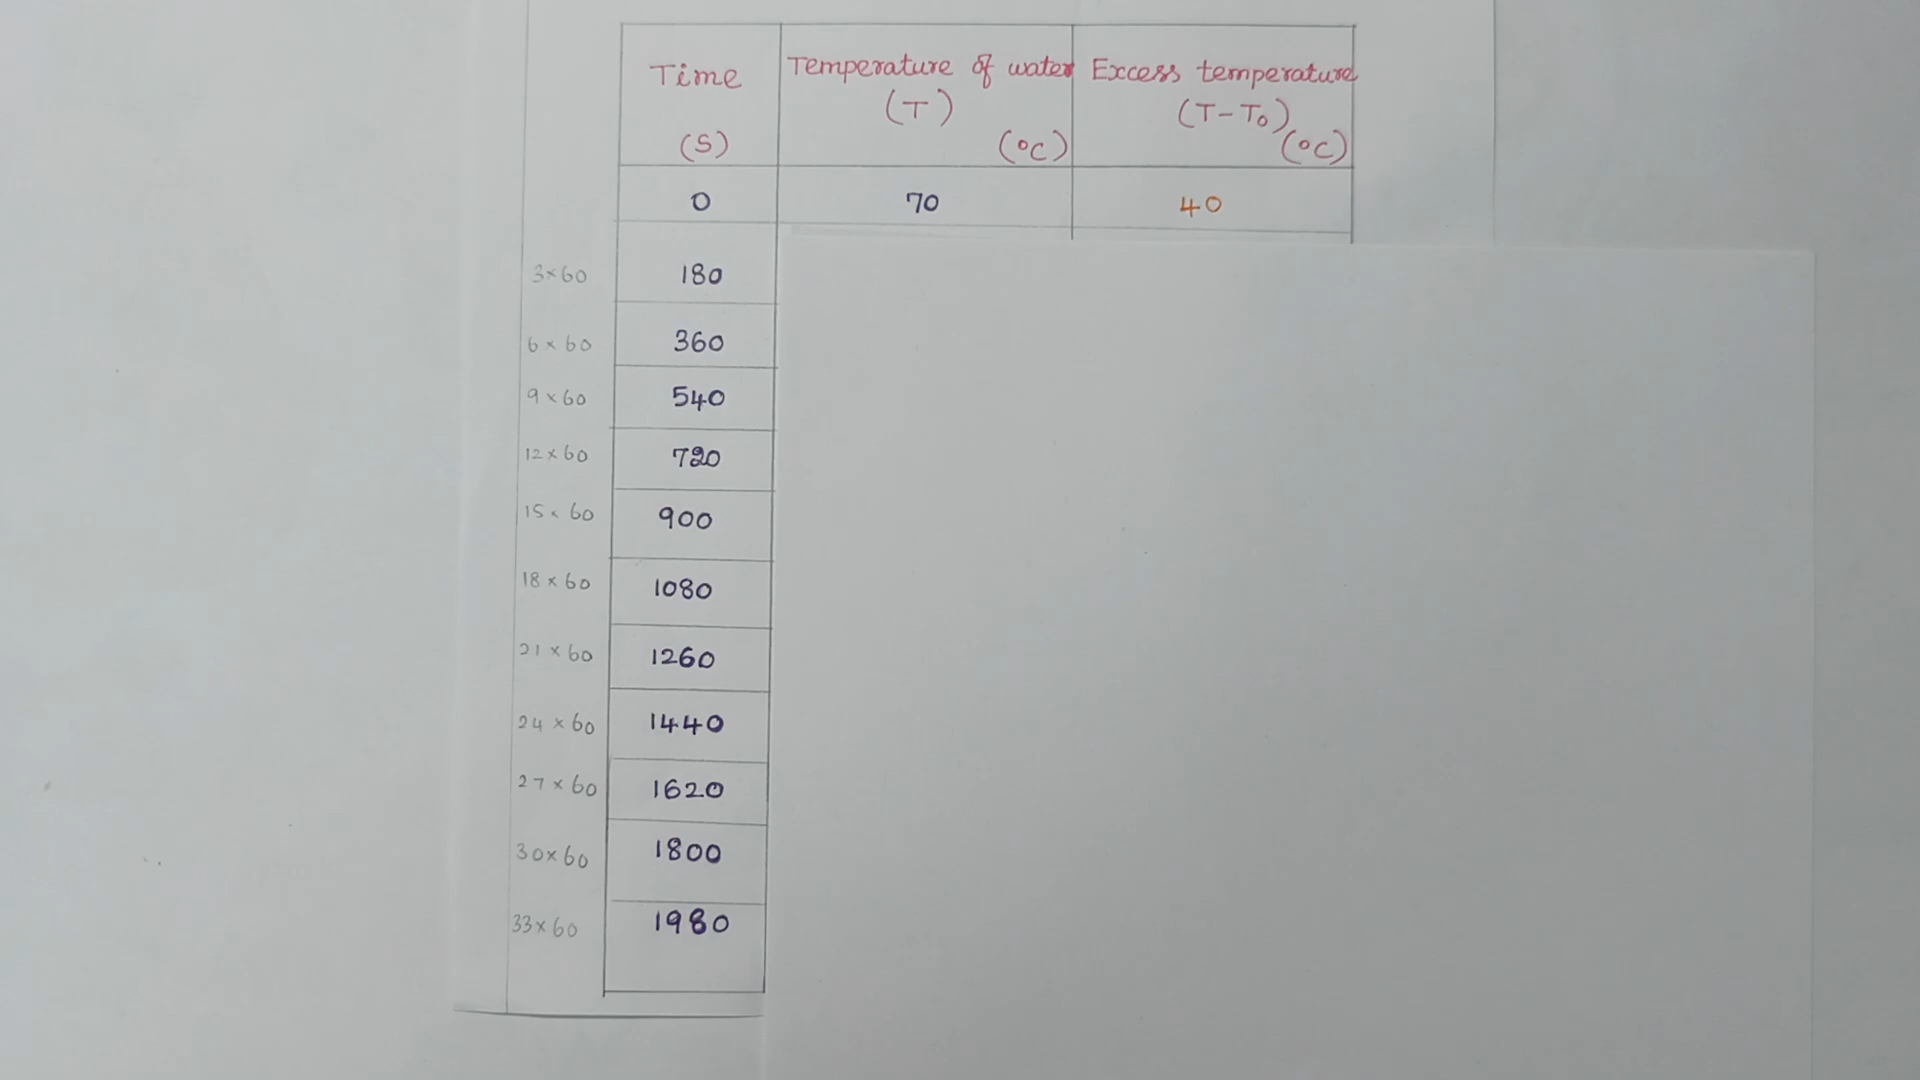 Time Temperature of water Excess temperature
(T) (T-T₀)
(S) (°C) (°C)
0 70 40
3×60 180
6×60 360
9×60 540
12×60 720
15×60 900
18×60 1080
21×60 1260
24×60 1440
27×60 1620
30×60 1800
33×60 1980